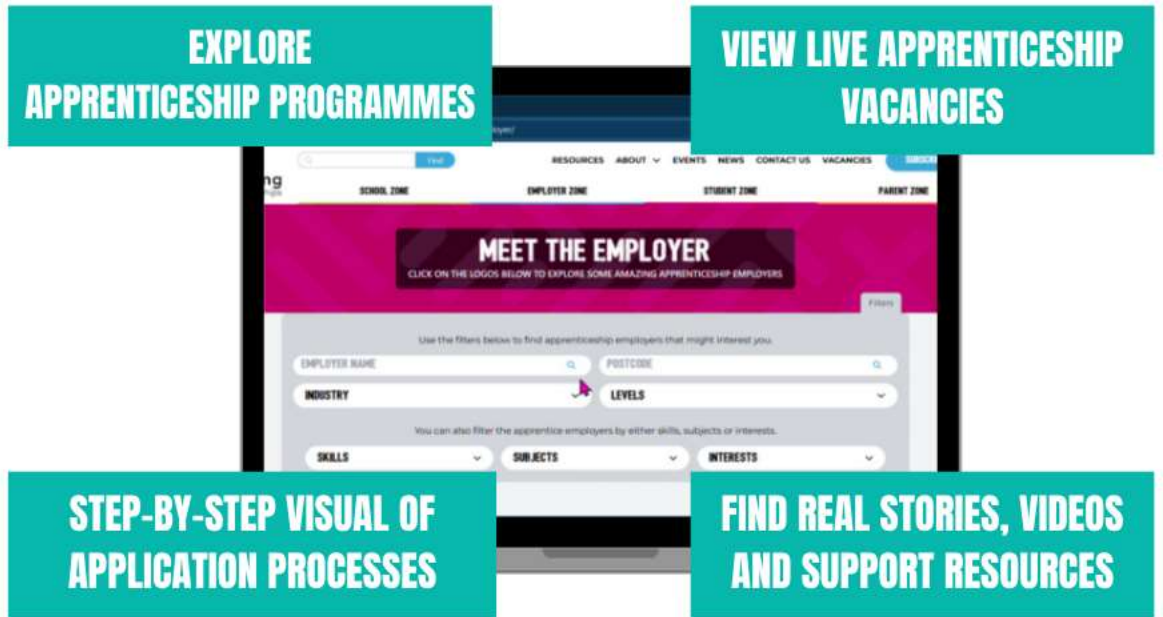 EXPLORE
APPRENTICESHIP PROGRAMMES
VIEW LIVE APPRENTICESHIP
VACANCIES
Find
RESOURCES ABOUT EVENTS NEWS CONTACT US VACANCIES
SCHOOL ZONE EMPLOYER ZONE STUDENT ZONE PARENT ZONE
MEET THE EMPLOYER
CLICK ON THE LOGOS BELOW TO EXPLORE SOME AMAZING APPRENTICESHIP EMPLOYERS
Filters
Use the filters below to find apprenticeship employers that might interest you.
EMPLOYER NAME POSTCODE
INDUSTRY LEVELS
You can also filter the apprentice employers by either skills, subjects or interests.
SKILLS SUBJECTS INTERESTS
STEP-BY-STEP VISUAL OF
APPLICATION PROCESSES
FIND REAL STORIES, VIDEOS
AND SUPPORT RESOURCES